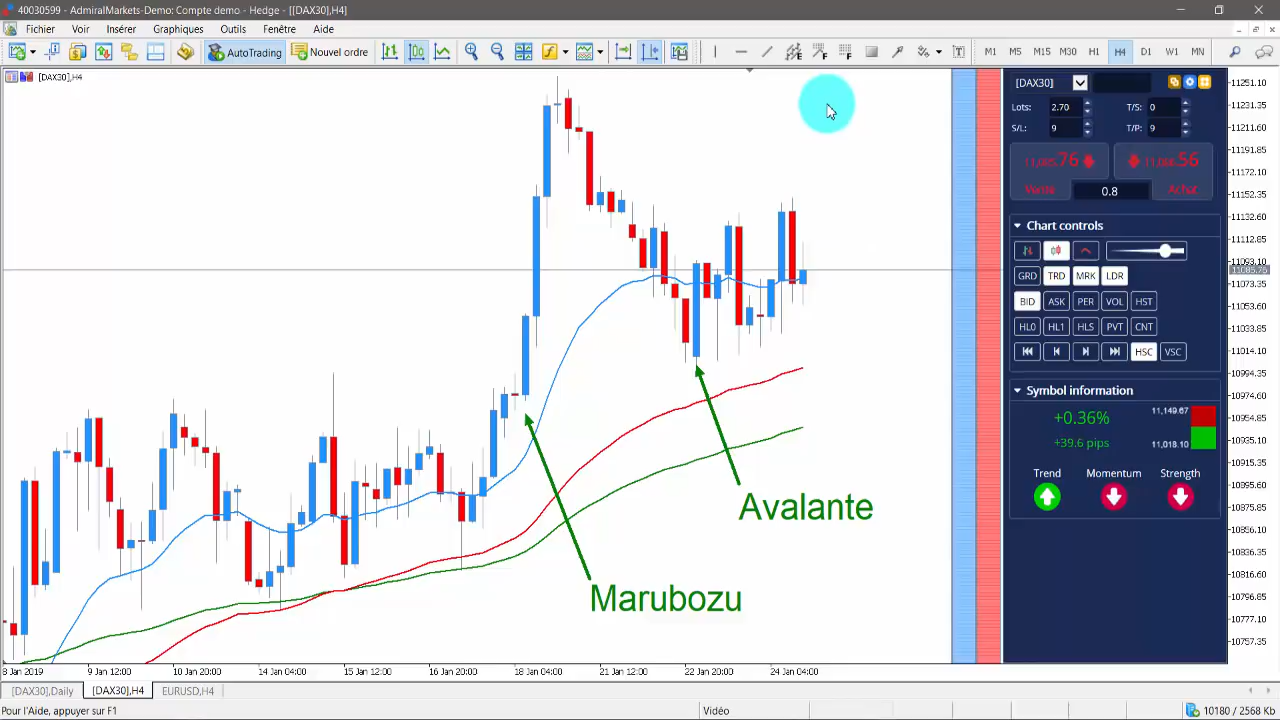 40030599 - AdmiralMarkets-Demo: Compte demo - Hedge - [[DAX30],H4]
Fichier Voir Insérer Graphiques Outils Fenêtre Aide
AutoTrading Nouvel ordre M1 M5 M15 M30 H1 H4 D1 W1 MN
[DAX30],H4
[DAX30]
Lots: 2.70 T/S: 0
S/L: 9 T/P: 9
Vente 0.8 Achat
Chart controls
GRD TRD MRK LDR
BID ASK PER VOL HST
HL0 HL1 HLS PVT CNT
HSC VSC
Symbol information
+0.36% 11,149.67
+39.6 pips 11,018.10
Trend Momentum Strength
11251.10
11231.35
11211.60
11191.85
11172.10
11152.35
11132.60
11112.85
11093.10
11085.75
11073.35
11053.60
11033.85
11014.10
10994.35
10974.60
10954.85
10935.10
10915.35
10895.60
10875.85
10856.10
10836.35
10816.60
10796.85
10777.10
10757.35
Avalante
Marubozu
8 Jan 2019 9 Jan 12:00 10 Jan 20:00 14 Jan 04:00 15 Jan 12:00 16 Jan 20:00 18 Jan 04:00 21 Jan 12:00 22 Jan 20:00 24 Jan 04:00
[DAX30],Daily [DAX30],H4 EURUSD,H4
Pour l'Aide, appuyer sur F1 Vidéo 10180 / 2568 Kb